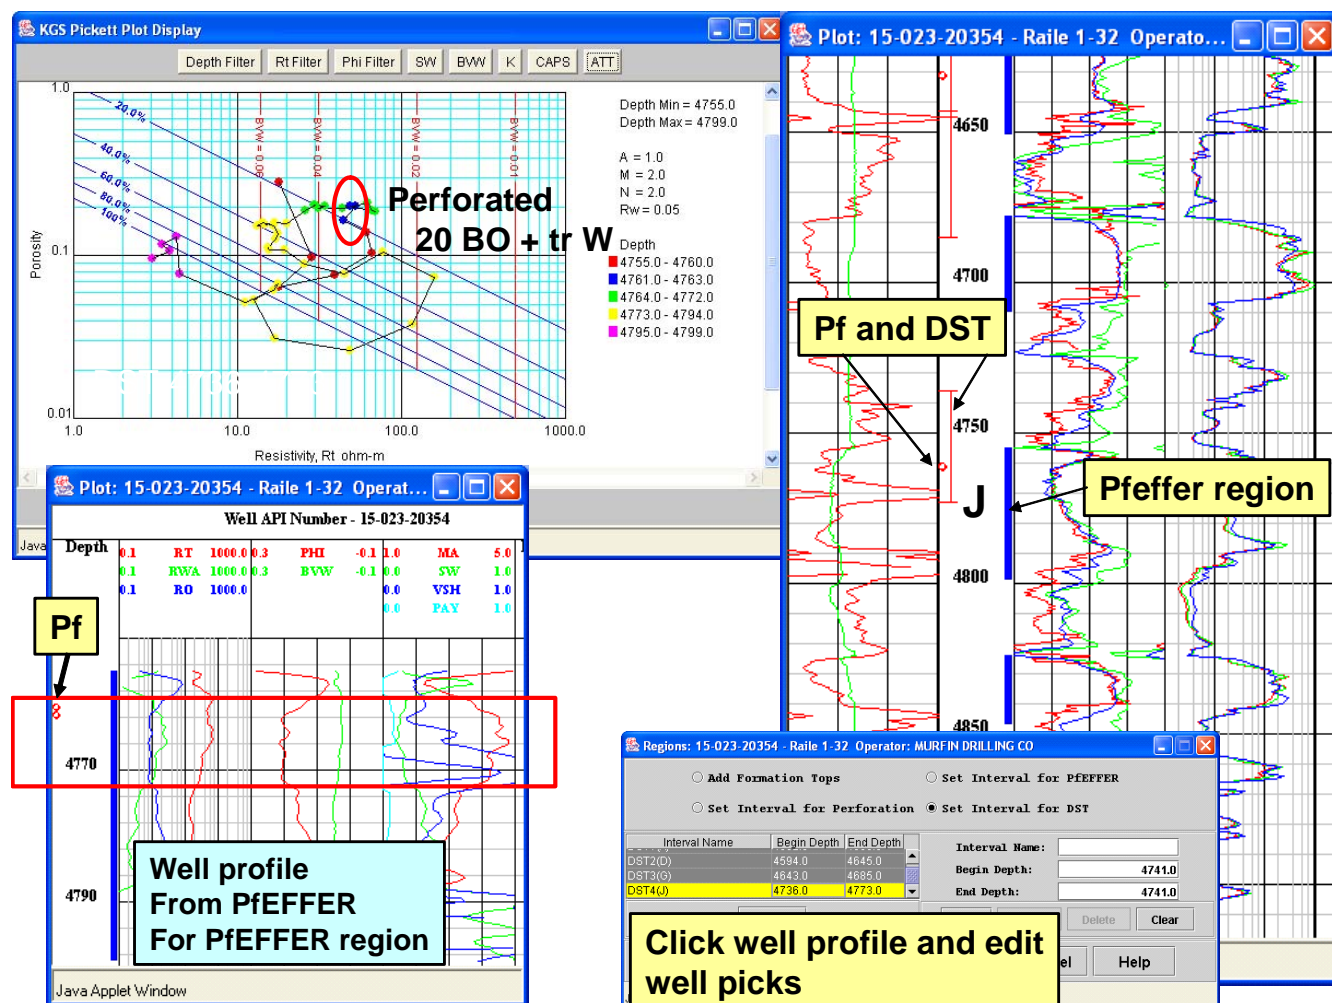 KGS Pickett Plot Display
Depth Filter Rt Filter Phi Filter SW BVW K CAPS ATT
1.0
0.1
0.01
Porosity
20.0%
40.0%
60.0%
80.0%
100.0%
BVW = 0.06
BVW = 0.04
BVW = 0.02
BVW = 0.01
Perforated
20 BO + tr W
1.0 10.0 100.0 1000.0
Resistivity, Rt ohm-m
Depth Min = 4755.0
Depth Max = 4799.0
A = 1.0
M = 2.0
N = 2.0
Rw = 0.05
Depth
4755.0 - 4760.0
4761.0 - 4763.0
4764.0 - 4772.0
4773.0 - 4794.0
4795.0 - 4799.0
Java
Plot: 15-023-20354 - Raile 1-32 Operato...
4650
4700
4750
4800
4850
Pf and DST
J
Pfeffer region
Plot: 15-023-20354 - Raile 1-32 Operat...
Well API Number - 15-023-20354
Depth
0.1 RT 1000.0 0.3 PHI -0.1 1.0 MA 5.0
0.1 RWA 1000.0 0.3 BVW -0.1 0.0 SW 1.0
0.1 RO 1000.0 0.0 VSH 1.0
0.0 PAY 1.0
Pf
4770
4790
Well profile
From PfEFFER
For PfEFFER region
Java Applet Window
Regions: 15-023-20354 - Raile 1-32 Operator: MURFIN DRILLING CO
Add Formation Tops Set Interval for PfEFFER
Set Interval for Perforation Set Interval for DST
Interval Name Begin Depth End Depth
DST2(D) 4594.0 4645.0
DST3(G) 4643.0 4685.0
DST4(J) 4736.0 4773.0
Interval Name:
Begin Depth: 4741.0
End Depth: 4741.0
Delete Clear
el Help
Click well profile and edit
well picks